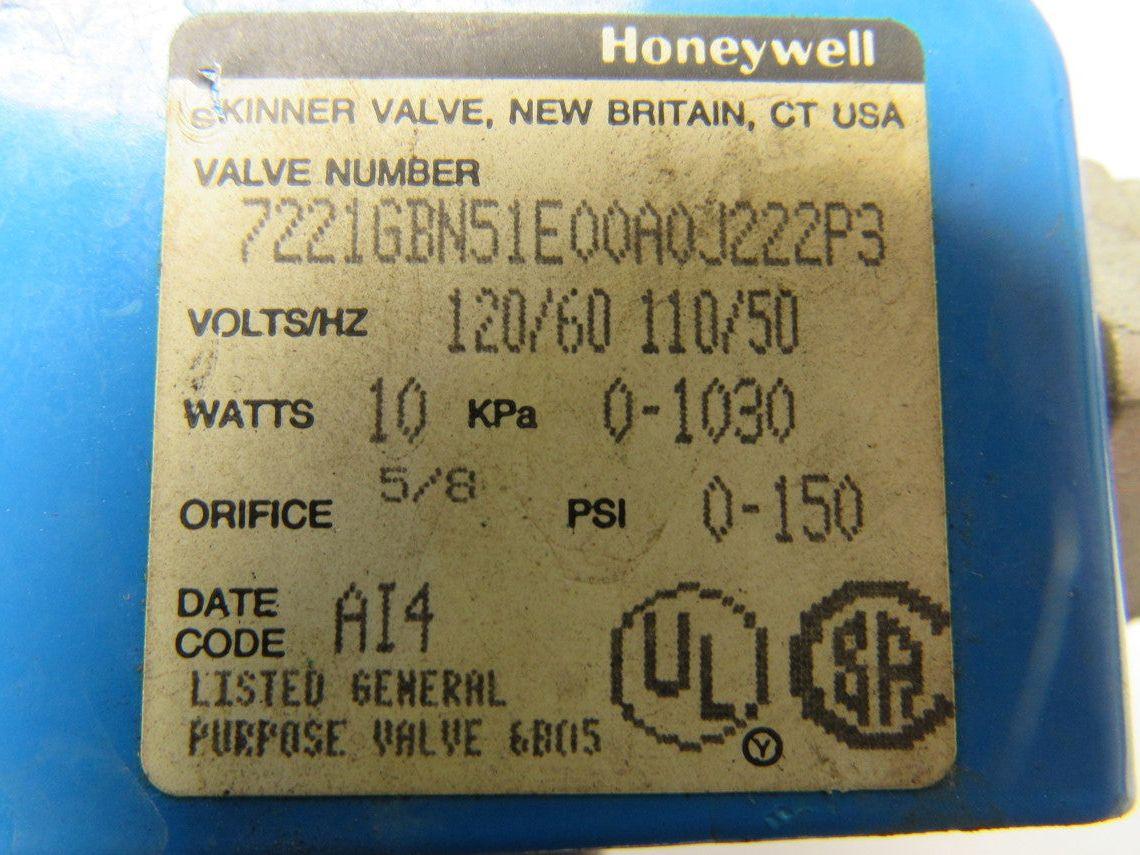 Honeywell
SKINNER VALVE, NEW BRITAIN, CT USA
VALVE NUMBER
7221GBN51E00A0J222P3
VOLTS/HZ 120/60 110/50
WATTS 10 KPa 0-1030
ORIFICE 5/8 PSI 0-150
DATE
CODE AI4
LISTED GENERAL
PURPOSE VALVE 6B05
UL
Y
SA